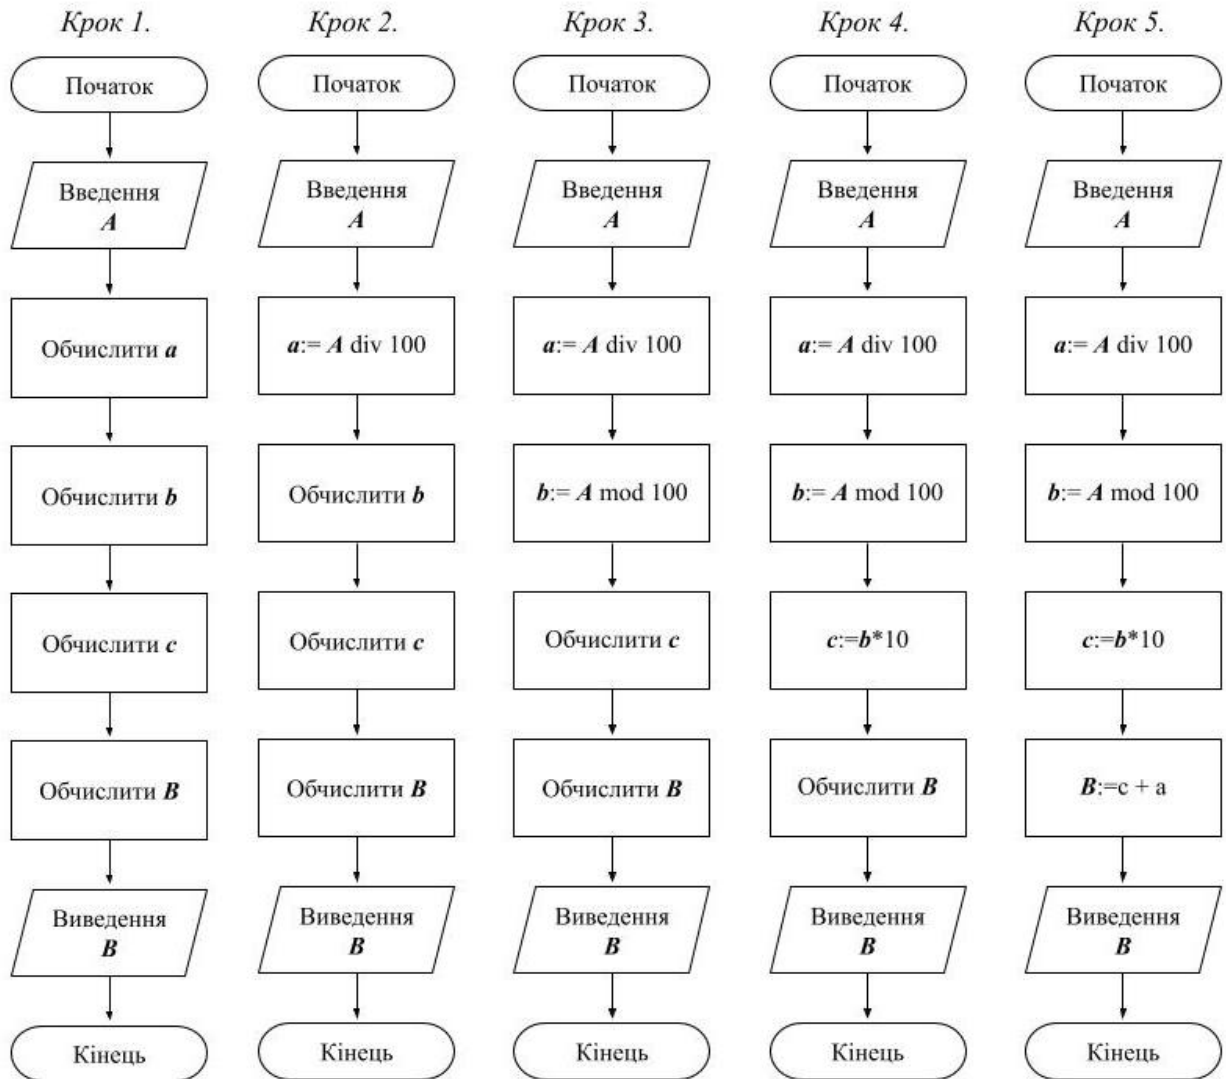 Крок 1.
Початок
Введення
A
Обчислити a
Обчислити b
Обчислити c
Обчислити B
Виведення
B
Кінець
Крок 2.
Початок
Введення
A
a:= A div 100
Обчислити b
Обчислити c
Обчислити B
Виведення
B
Кінець
Крок 3.
Початок
Введення
A
a:= A div 100
b:= A mod 100
Обчислити c
Обчислити B
Виведення
B
Кінець
Крок 4.
Початок
Введення
A
a:= A div 100
b:= A mod 100
c:=b*10
Обчислити B
Виведення
B
Кінець
Крок 5.
Початок
Введення
A
a:= A div 100
b:= A mod 100
c:=b*10
B:=c + a
Виведення
B
Кінець